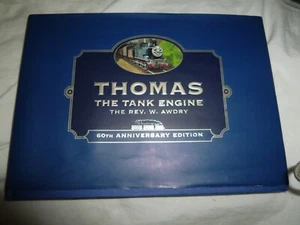 THOMAS
THE TANK ENGINE
THE REV. W. AWDRY
60TH ANNIVERSARY EDITION